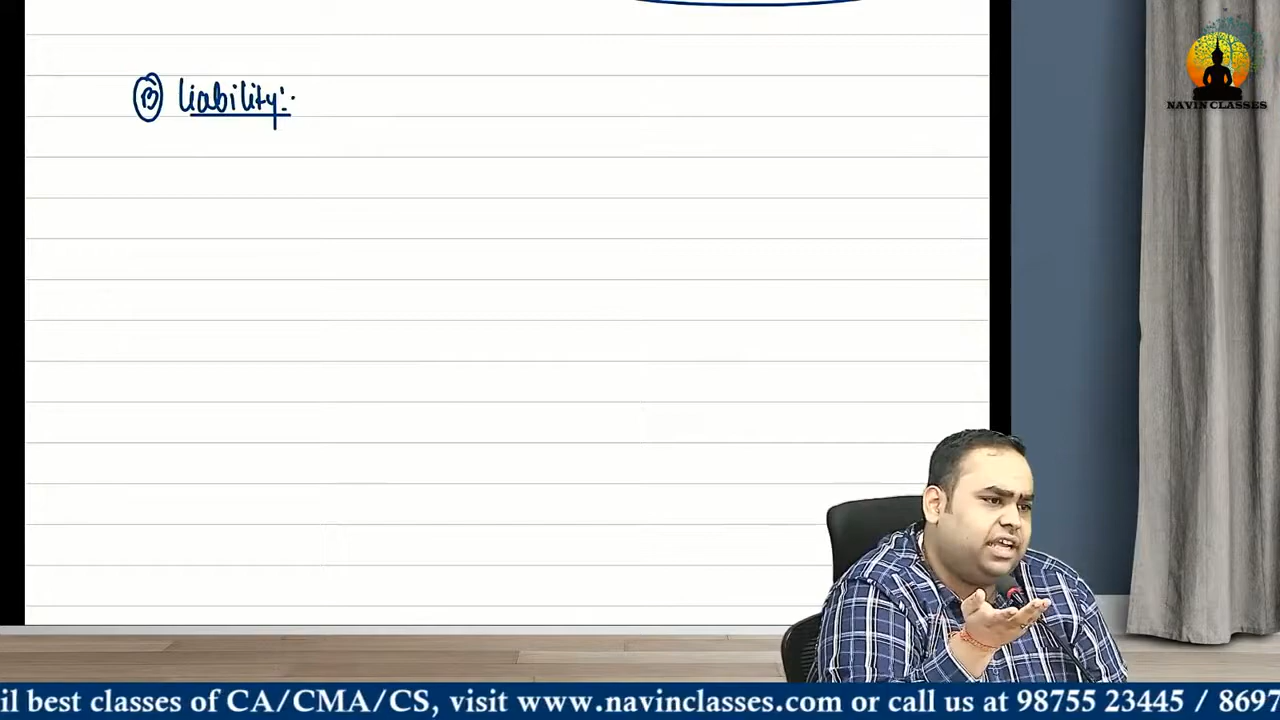 NAVIN CLASSES
(B) Liability:-
il best classes of CA/CMA/CS, visit www.navinclasses.com or call us at 98755 23445 / 8697